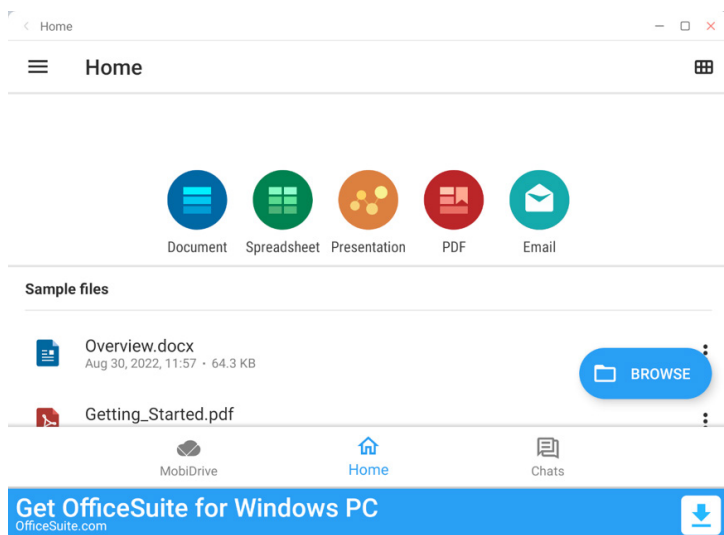 Home
Home
Document Spreadsheet Presentation PDF Email
Sample files
Overview.docx
Aug 30, 2022, 11:57 • 64.3 KB
BROWSE
Getting_Started.pdf
MobiDrive Home Chats
Get OfficeSuite for Windows PC
OfficeSuite.com